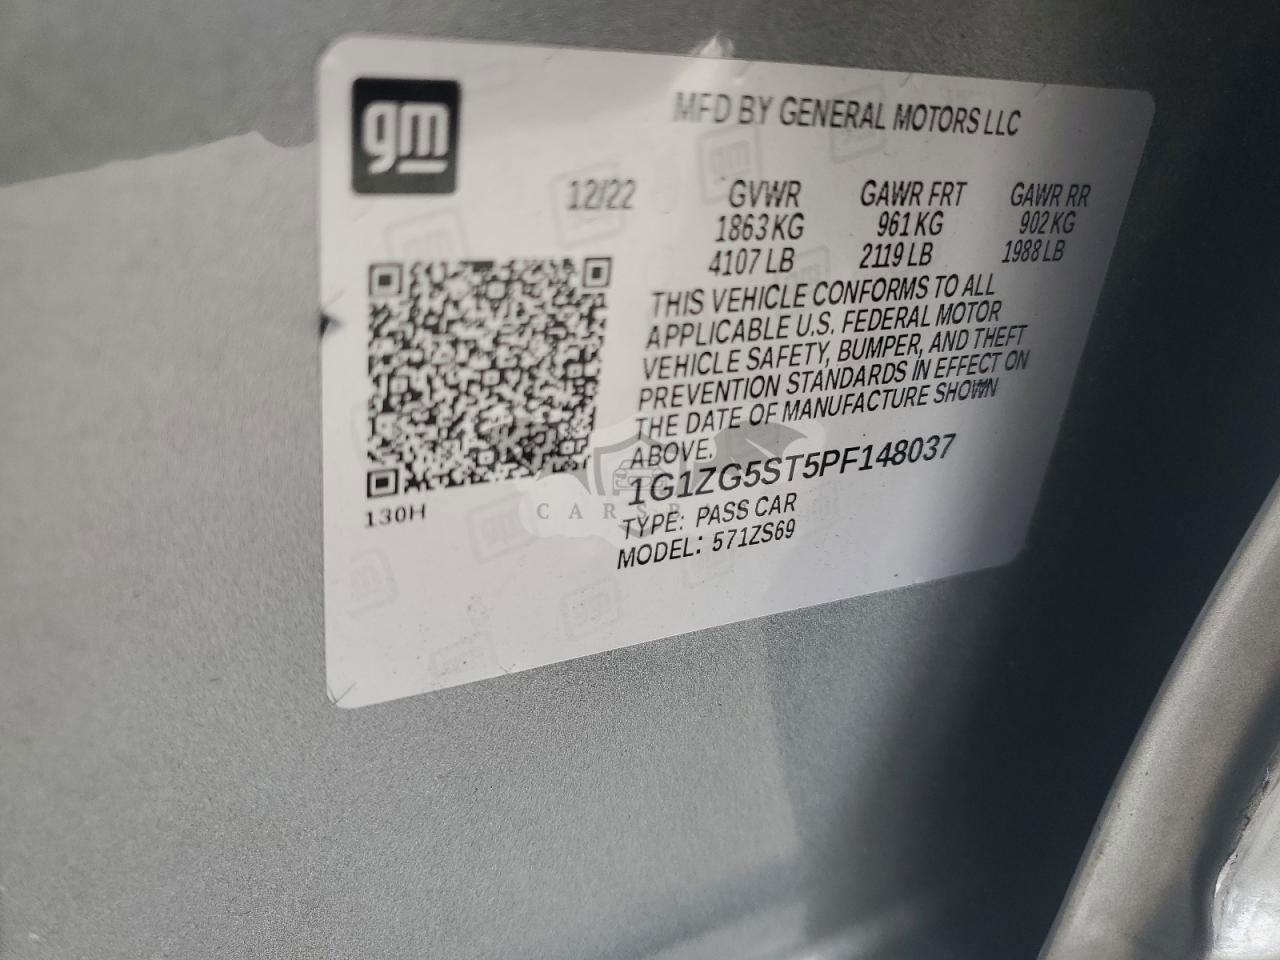 gm
MFD BY GENERAL MOTORS LLC
12/22 GVWR GAWR FRT GAWR RR
1863 KG 961 KG 902 KG
4107 LB 2119 LB 1988 LB
THIS VEHICLE CONFORMS TO ALL
APPLICABLE U.S. FEDERAL MOTOR
VEHICLE SAFETY, BUMPER, AND THEFT
PREVENTION STANDARDS IN EFFECT ON
THE DATE OF MANUFACTURE SHOWN
ABOVE.
1G1ZG5ST5PF148037
TYPE: PASS CAR
MODEL: 571ZS69
130H